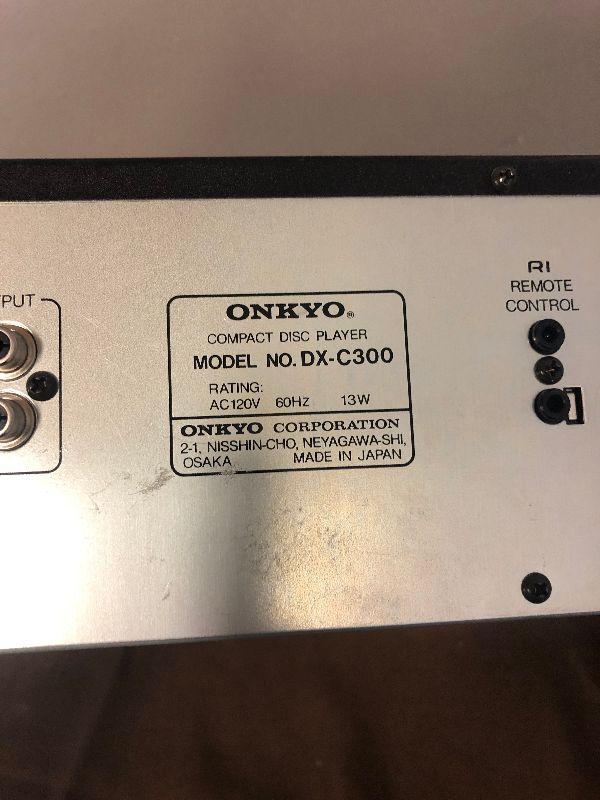 TPUT
ONKYO®
COMPACT DISC PLAYER
MODEL NO. DX-C300
RATING:
AC120V 60Hz 13W
ONKYO CORPORATION
2-1, NISSHIN-CHO, NEYAGAWA-SHI,
OSAKA MADE IN JAPAN
RI
REMOTE
CONTROL